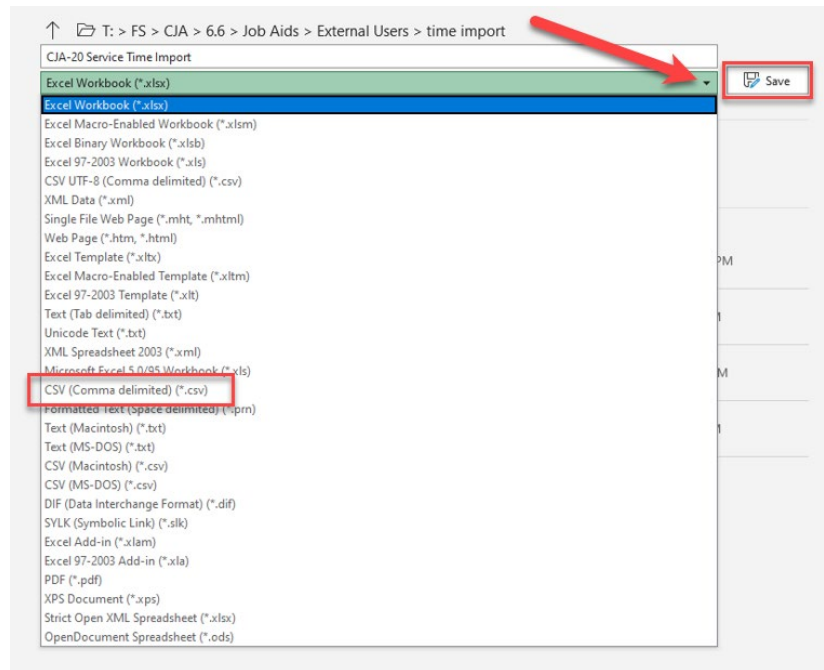 T: > FS > CJA > 6.6 > Job Aids > External Users > time import
CJA-20 Service Time Import
Excel Workbook (*.xlsx)
Save
Excel Workbook (*.xlsx)
Excel Macro-Enabled Workbook (*.xlsm)
Excel Binary Workbook (*.xlsb)
Excel 97-2003 Workbook (*.xls)
CSV UTF-8 (Comma delimited) (*.csv)
XML Data (*.xml)
Single File Web Page (*.mht, *.mhtml)
Web Page (*.htm, *.html)
Excel Template (*.xltx)
PM
Excel Macro-Enabled Template (*.xltm)
Excel 97-2003 Template (*.xlt)
Text (Tab delimited) (*.txt)
Unicode Text (*.txt)
XML Spreadsheet 2003 (*.xml)
Microsoft Excel 5.0/95 Workbook (*.xls)
M
CSV (Comma delimited) (*.csv)
Formatted Text (Space delimited) (*.prn)
Text (Macintosh) (*.txt)
Text (MS-DOS) (*.txt)
CSV (Macintosh) (*.csv)
CSV (MS-DOS) (*.csv)
DIF (Data Interchange Format) (*.dif)
SYLK (Symbolic Link) (*.slk)
Excel Add-in (*.xlam)
Excel 97-2003 Add-in (*.xla)
PDF (*.pdf)
XPS Document (*.xps)
Strict Open XML Spreadsheet (*.xlsx)
OpenDocument Spreadsheet (*.ods)